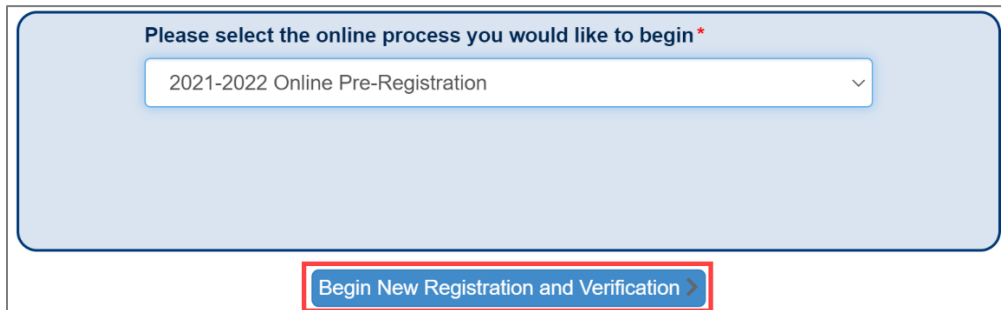 Please select the online process you would like to begin*
2021-2022 Online Pre-Registration
Begin New Registration and Verification